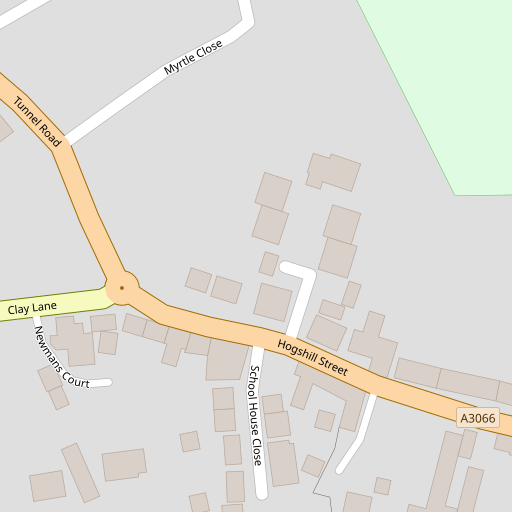 Myrtle Close
Tunnel Road
Clay Lane
Newmans Court
Hogshill Street
School House Close
A3066